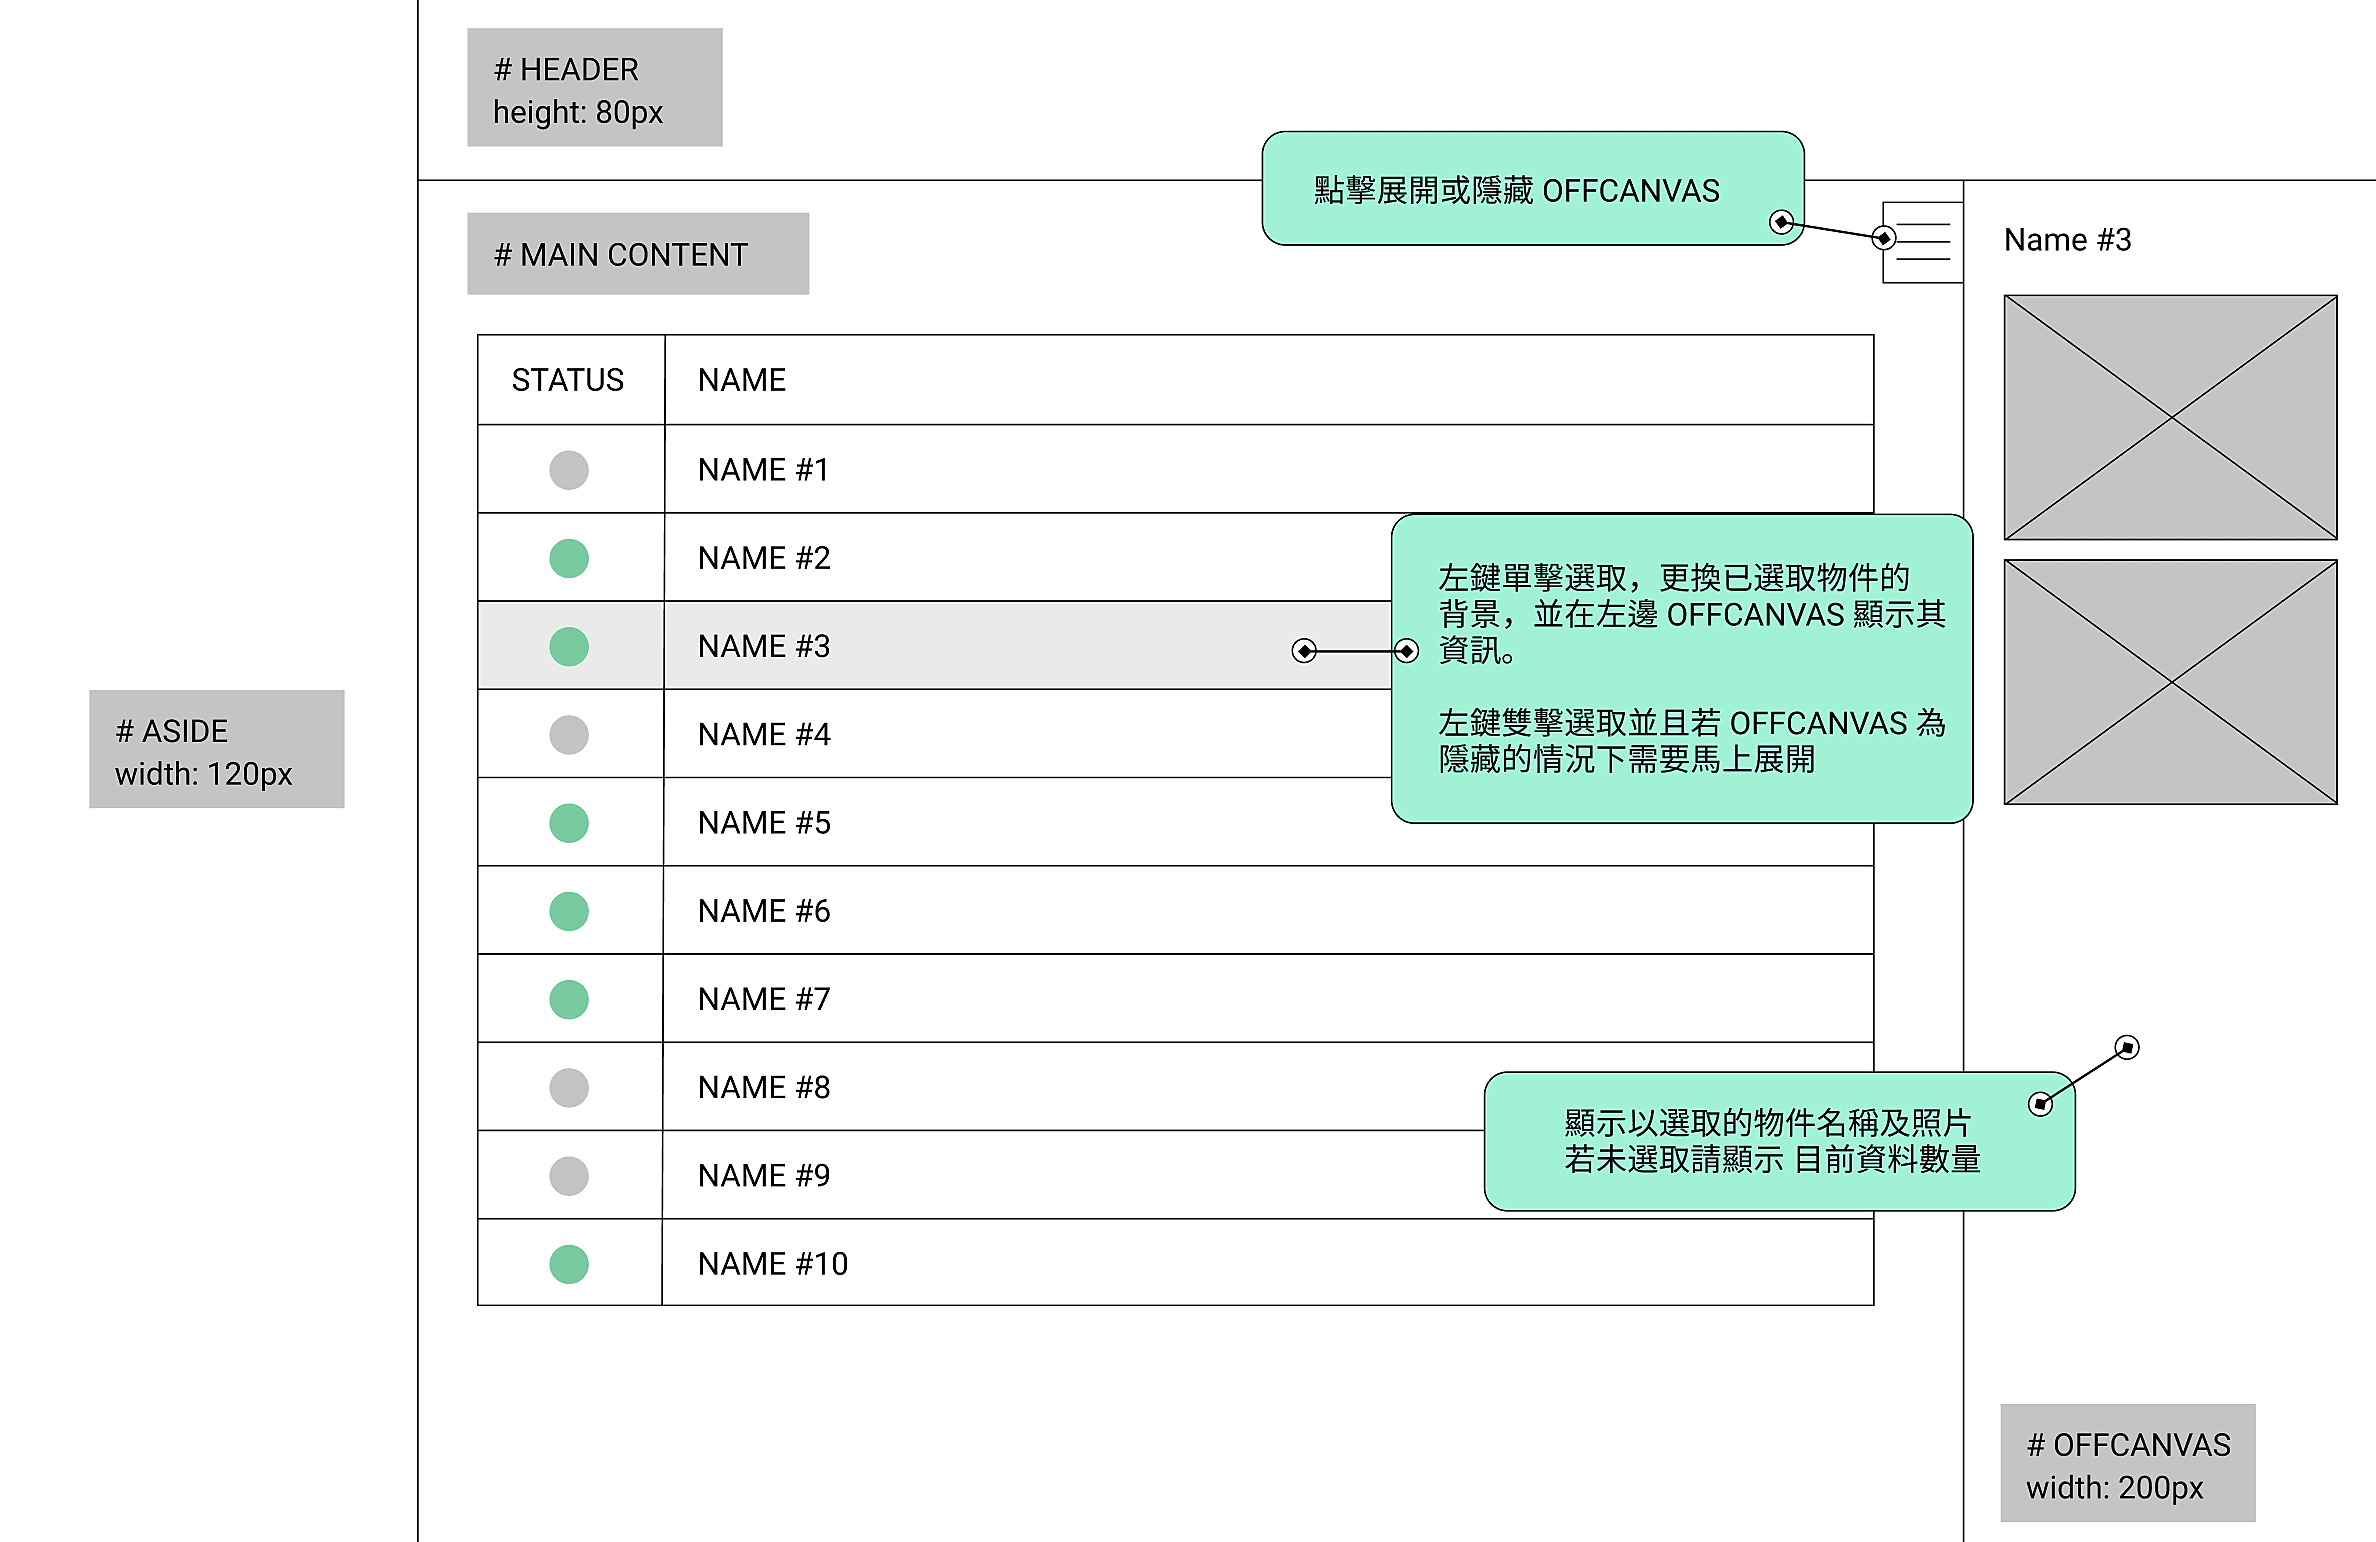 # HEADER
height: 80px
點擊展開或隱藏 OFFCANVAS
# MAIN CONTENT
Name #3
STATUS NAME
NAME #1
NAME #2
NAME #3
NAME #4
NAME #5
NAME #6
NAME #7
NAME #8
NAME #9
NAME #10
左鍵單擊選取，更換已選取物件的
背景，並在左邊 OFFCANVAS 顯示其
資訊。
左鍵雙擊選取並且若 OFFCANVAS 為
隱藏的情況下需要馬上展開
# ASIDE
width: 120px
顯示以選取的物件名稱及照片
若未選取請顯示 目前資料數量
# OFFCANVAS
width: 200px